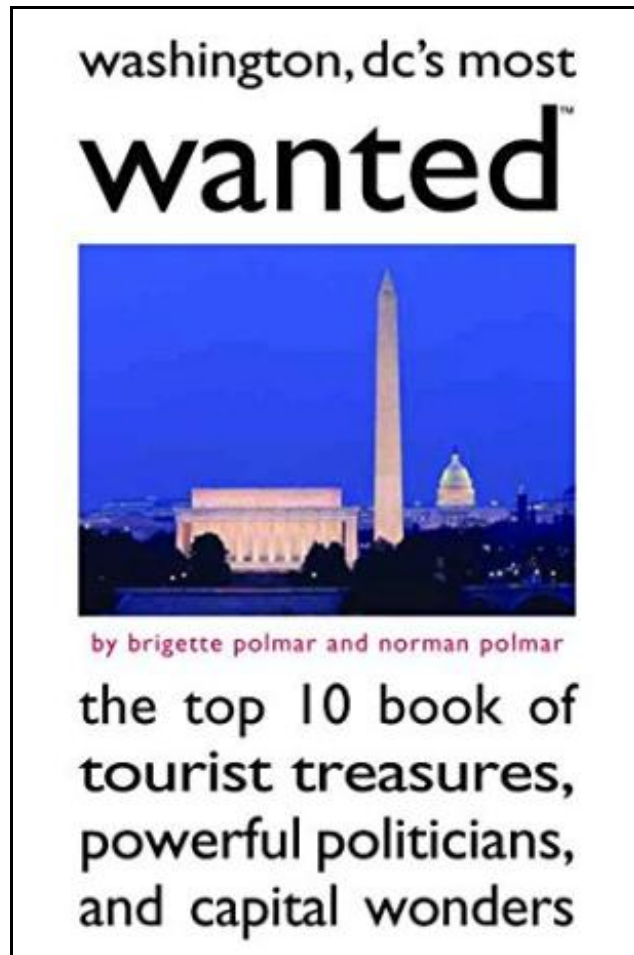 washington, dc's most
wanted™
by brigette polmar and norman polmar
the top 10 book of
tourist treasures,
powerful politicians,
and capital wonders